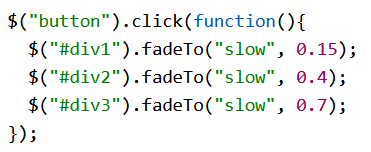 $("button").click(function(){
  $("#div1").fadeTo("slow", 0.15);
  $("#div2").fadeTo("slow", 0.4);
  $("#div3").fadeTo("slow", 0.7);
});